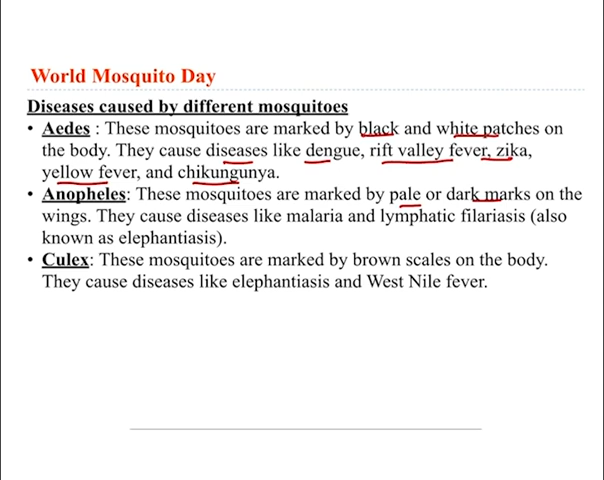 World Mosquito Day
Diseases caused by different mosquitoes
• Aedes : These mosquitoes are marked by black and white patches on
the body. They cause diseases like dengue, rift valley fever, zika,
yellow fever, and chikungunya.
• Anopheles: These mosquitoes are marked by pale or dark marks on the
wings. They cause diseases like malaria and lymphatic filariasis (also
known as elephantiasis).
• Culex: These mosquitoes are marked by brown scales on the body.
They cause diseases like elephantiasis and West Nile fever.